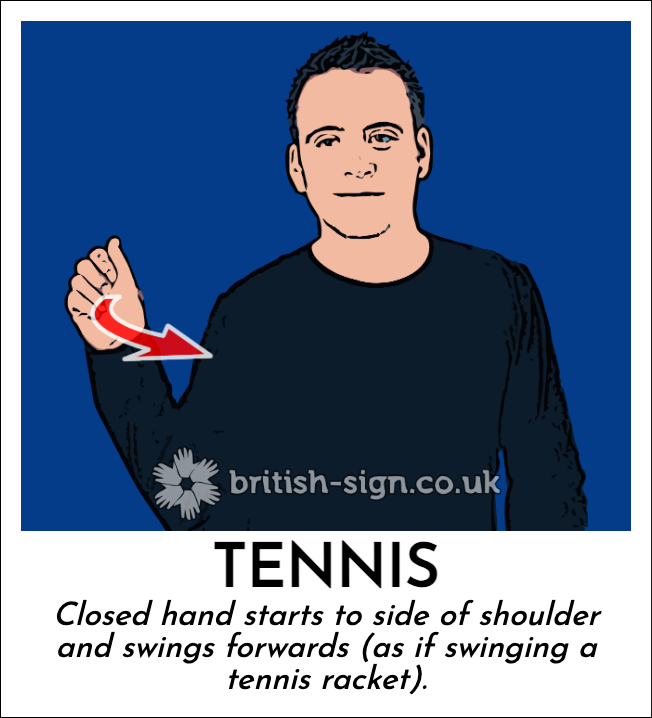 british-sign.co.uk
TENNIS
Closed hand starts to side of shoulder
and swings forwards (as if swinging a
tennis racket).